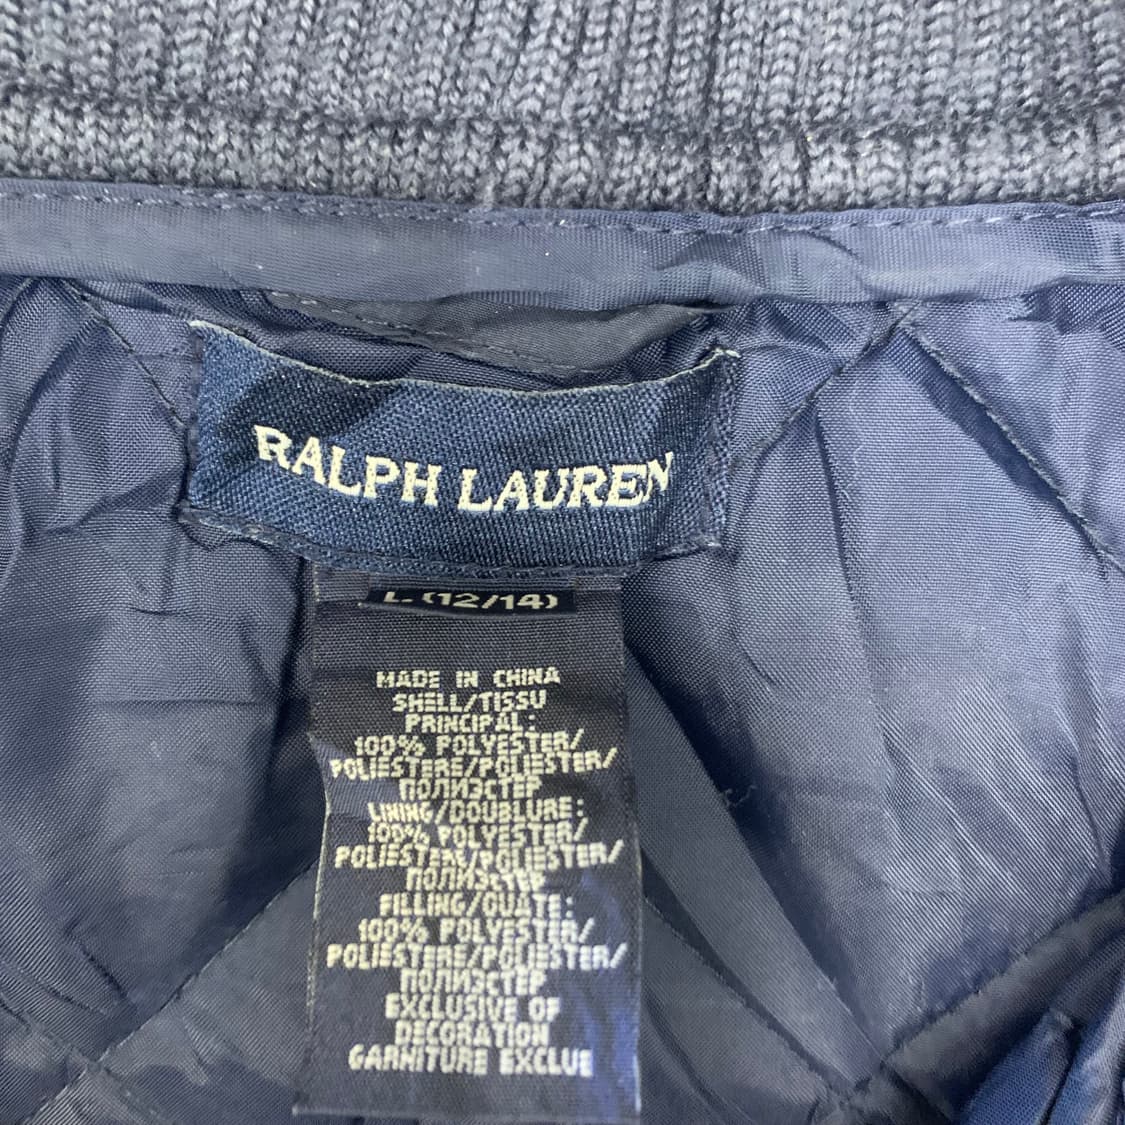 RALPH LAUREN
L (12/14)
MADE IN CHINA
SHELL/TISSU
PRINCIPAL:
100% POLYESTER/
POLIESTERE/POLIESTER/
ПОЛИЭСТЕР
LINING/DOUBLURE:
100% POLYESTER/
POLIESTERE/POLIESTER/
ПОЛИЭСТЕР
FILLING/OUATE:
100% POLYESTER/
POLIESTERE/POLIESTER/
ПОЛИЭСТЕР
EXCLUSIVE OF
DECORATION
GARNITURE EXCLUE